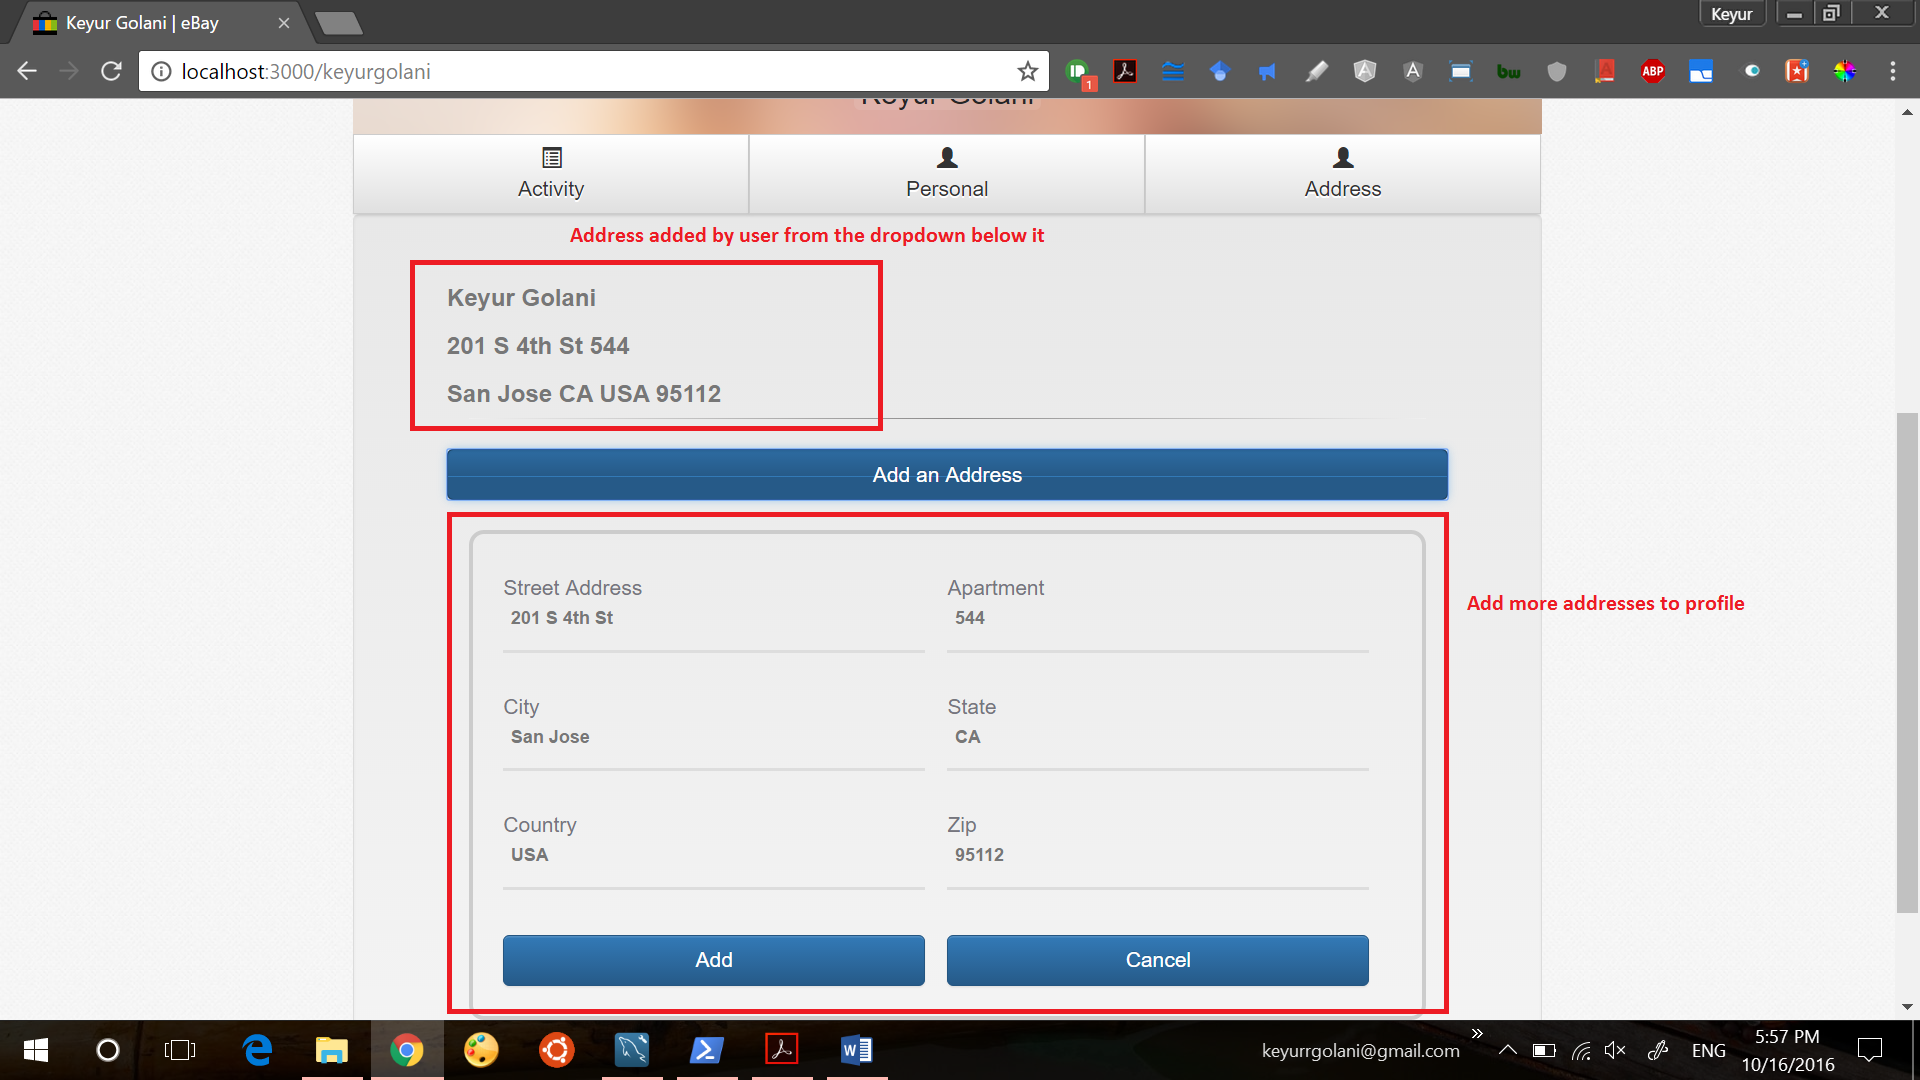 Keyur Golani | eBay
Keyur
localhost:3000/keyurgolani
1
bw
ABP
Keyur Golani
Activity
Personal
Address
Address added by user from the dropdown below it
Keyur Golani
201 S 4th St 544
San Jose CA USA 95112
Add an Address
Street Address
Apartment
201 S 4th St
544
Add more addresses to profile
City
State
San Jose
CA
Country
Zip
USA
95112
Add
Cancel
keyurrgolani@gmail.com
ENG
5:57 PM
10/16/2016